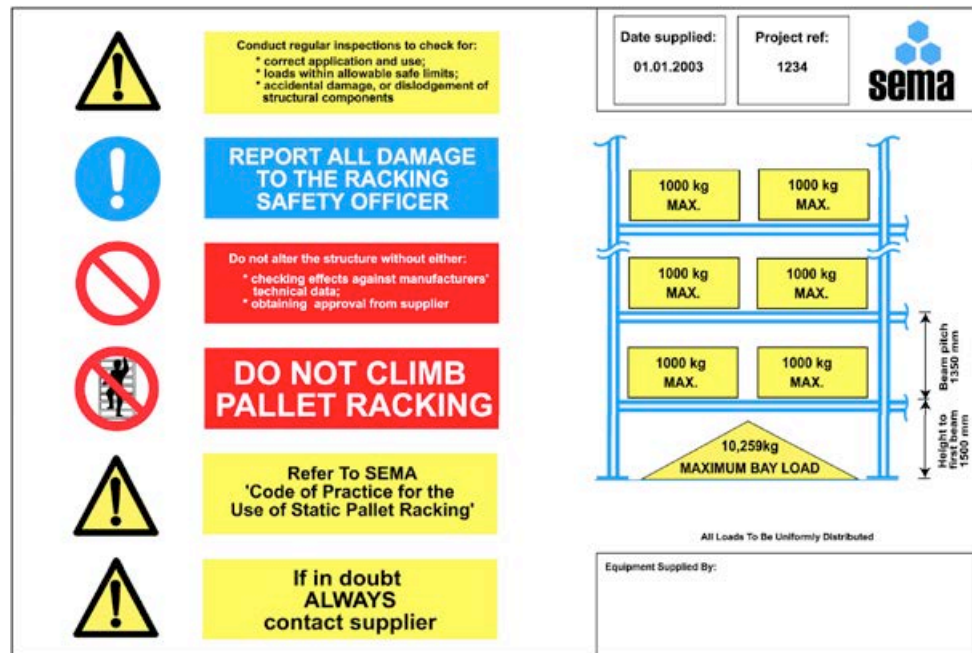 Conduct regular inspections to check for:
* correct application and use;
* loads within allowable safe limits;
* accidental damage, or dislodgement of
structural components
REPORT ALL DAMAGE
TO THE RACKING
SAFETY OFFICER
Do not alter the structure without either:
* checking effects against manufacturers'
technical data;
* obtaining approval from supplier
DO NOT CLIMB
PALLET RACKING
Refer To SEMA
'Code of Practice for the
Use of Static Pallet Racking'
If in doubt
ALWAYS
contact supplier
Date supplied:
01.01.2003
Project ref:
1234
sema
1000 kg
MAX.
1000 kg
MAX.
1000 kg
MAX.
1000 kg
MAX.
1000 kg
MAX.
1000 kg
MAX.
Beam pitch
1350 mm
Height to
first beam
1500 mm
10,259kg
MAXIMUM BAY LOAD
All Loads To Be Uniformly Distributed
Equipment Supplied By: